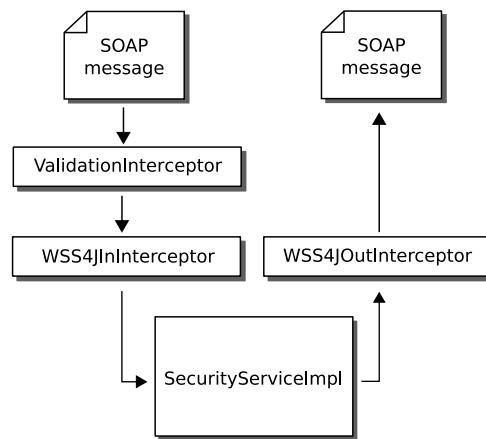 SOAP
message
SOAP
message
ValidationInterceptor
WSS4JInInterceptor
WSS4JOutInterceptor
SecurityServiceImpl